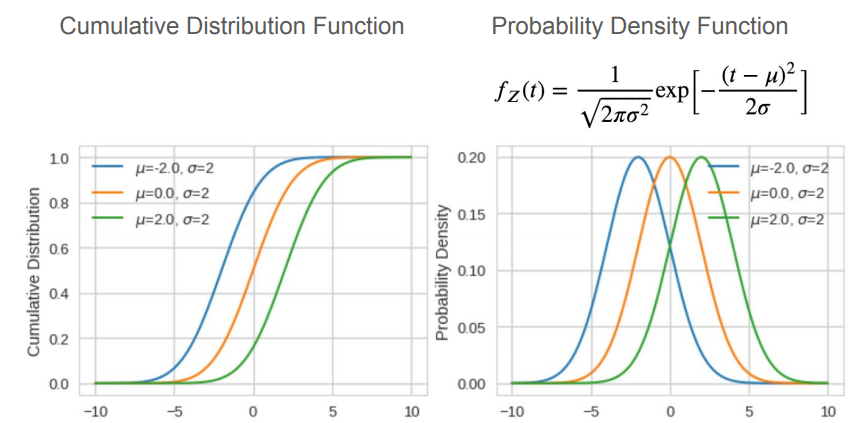 Cumulative Distribution Function
Probability Density Function
f_Z(t) = 1/√(2πσ²) exp[−(t − μ)²/2σ]
Cumulative Distribution
1.0
0.8
0.6
0.4
0.2
0.0
μ=-2.0, σ=2
μ=0.0, σ=2
μ=2.0, σ=2
−10
−5
0
5
10
Probability Density
0.20
0.15
0.10
0.05
0.00
μ=-2.0, σ=2
μ=0.0, σ=2
μ=2.0, σ=2
−10
−5
0
5
10